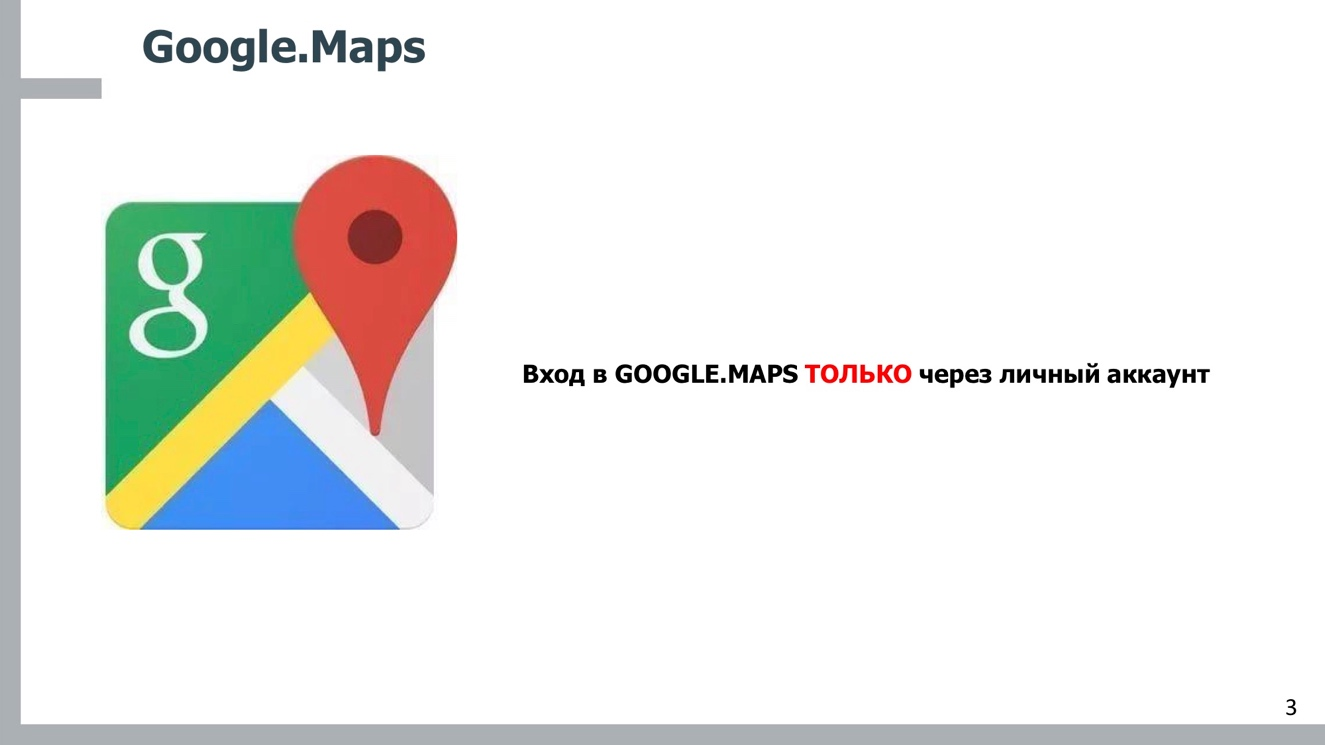 Google.Maps
g
Вход в GOOGLE.MAPS ТОЛЬКО через личный аккаунт
3